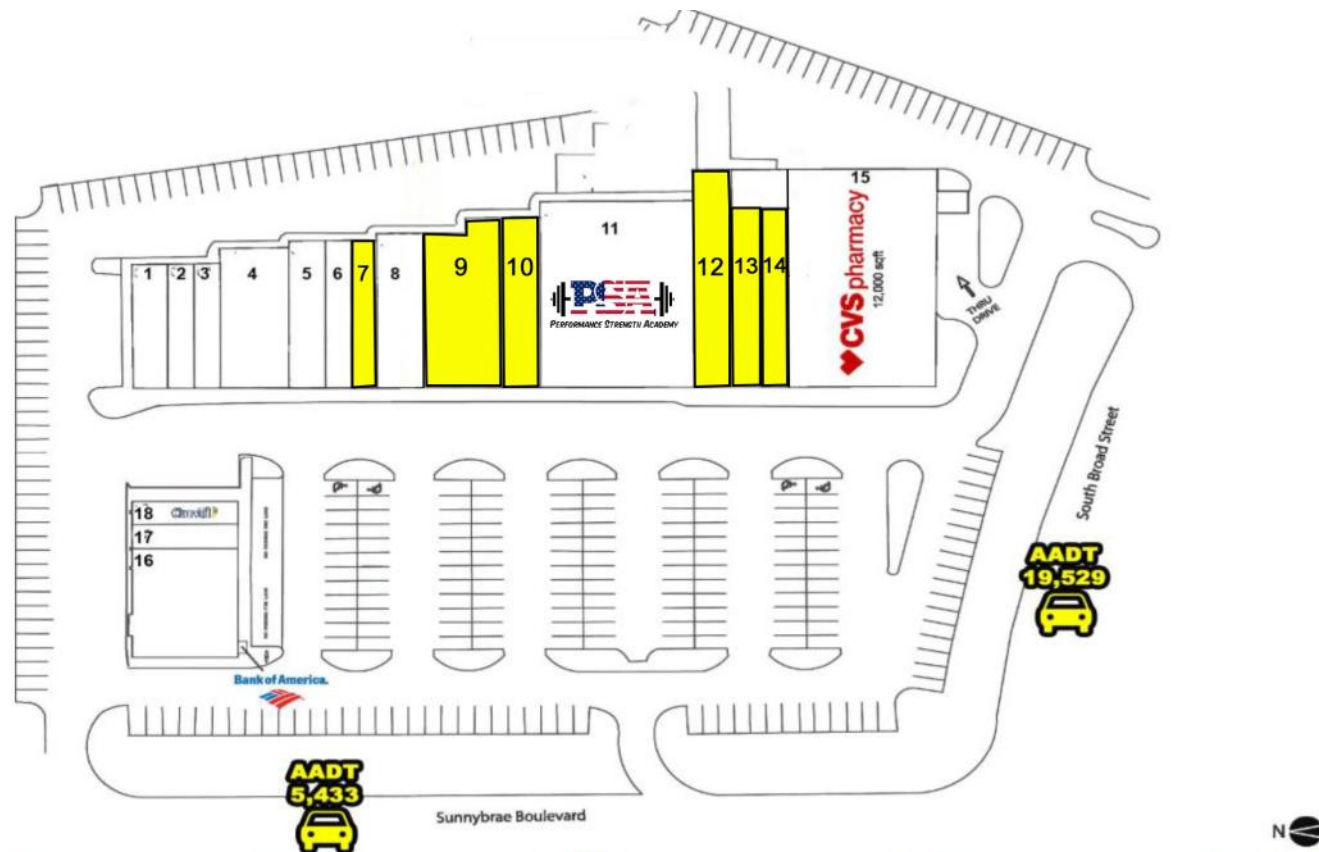 15
11
CVS pharmacy
12,000 sqft
1
2
3
4
5
6
7
8
9
10
12
13
14
PSA
PERFORMANCE STRENGTH ACADEMY
THRU
DRIVE
South Broad Street
18
17
16
AADT
19,529
Bank of America.
AADT
5,433
Sunnybrae Boulevard
N